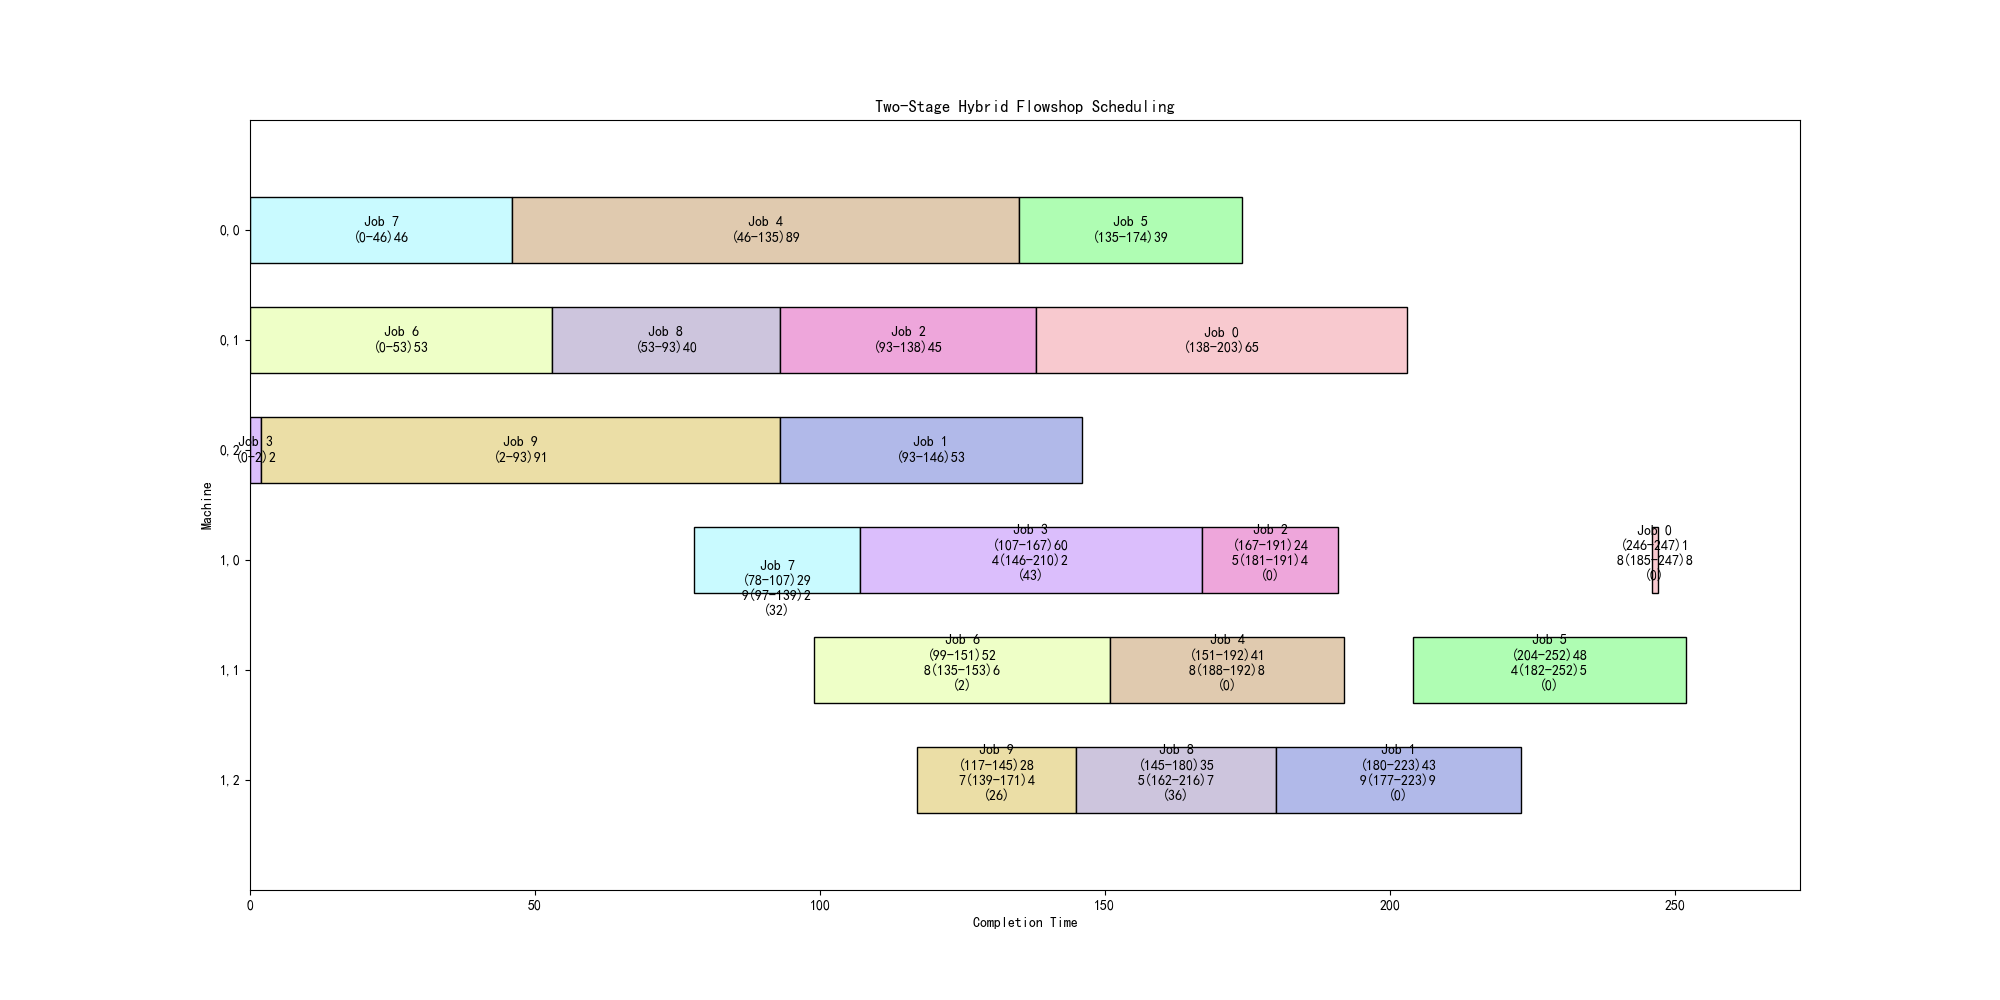 Two-Stage Hybrid Flowshop Scheduling
Machine
0,0
Job 7
(0-46)46
Job 4
(46-135)89
Job 5
(135-174)39
0,1
Job 6
(0-53)53
Job 8
(53-93)40
Job 2
(93-138)45
Job 0
(138-203)65
0,2
Job 3
(0-2)2
Job 9
(2-93)91
Job 1
(93-146)53
1,0
Job 7
(78-107)29
9(97-139)2
(32)
Job 3
(107-167)60
4(146-210)2
(43)
Job 2
(167-191)24
5(181-191)4
(0)
Job 0
(246-247)1
8(185-247)8
(0)
1,1
Job 6
(99-151)52
8(135-153)6
(2)
Job 4
(151-192)41
8(188-192)8
(0)
Job 5
(204-252)48
4(182-252)5
(0)
1,2
Job 9
(117-145)28
7(139-171)4
(26)
Job 8
(145-180)35
5(162-216)7
(36)
Job 1
(180-223)43
9(177-223)9
(0)
0 50 100 150 200 250
Completion Time